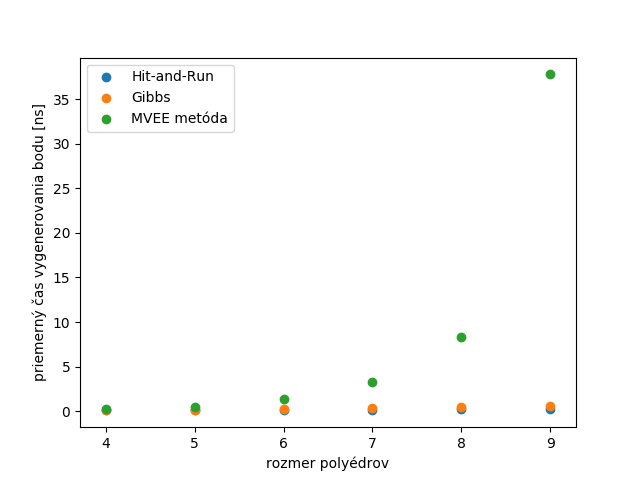 Hit-and-Run
Gibbs
MVEE metóda
priemerný čas vygenerovania bodu [ns]
35
30
25
20
15
10
5
0
4 5 6 7 8 9
rozmer polyédrov